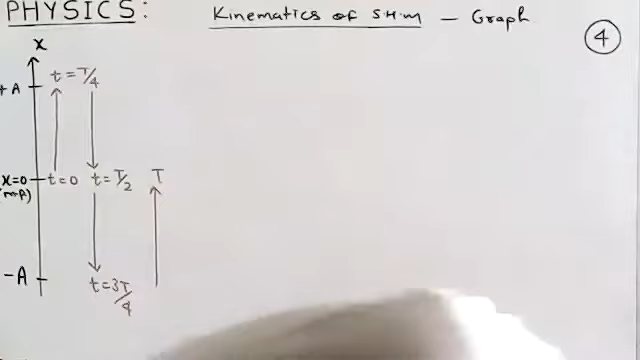 PHYSICS: Kinematics of S.H.M – Graph
4
x
+A t=T/4
x=0 t=0 t=T/2 T
(m.p)
-A t=3T/4